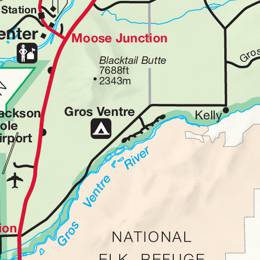 Station
enter
Moose Junction
Blacktail Butte
7688ft
2343m
Gros
Gros Ventre
Kelly
ackson
ole
irport
Gros Ventre River
ion
NATIONAL
ELK REFUGE